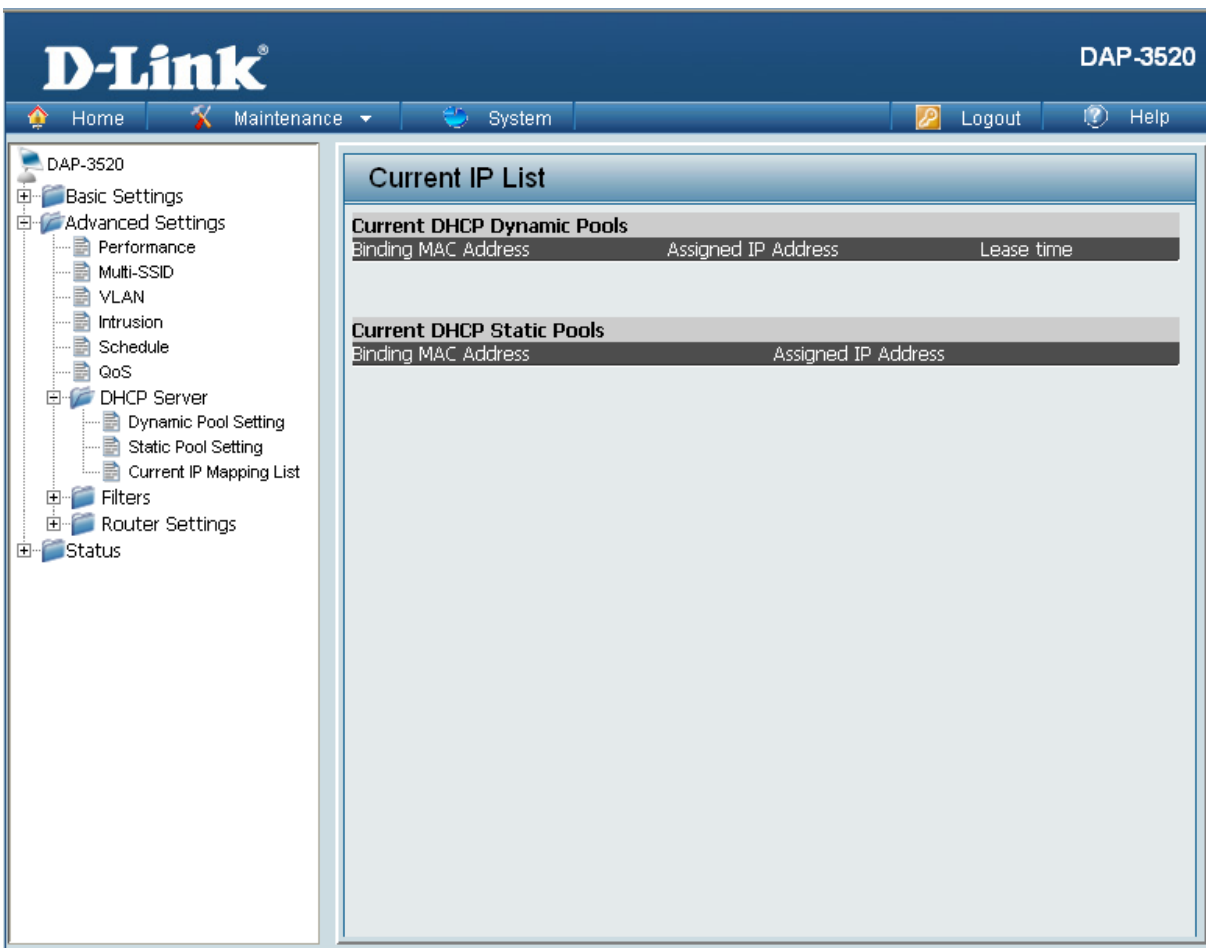 D-Link®
DAP-3520
Home Maintenance System Logout Help
DAP-3520
Basic Settings
Advanced Settings
Performance
Multi-SSID
VLAN
Intrusion
Schedule
QoS
DHCP Server
Dynamic Pool Setting
Static Pool Setting
Current IP Mapping List
Filters
Router Settings
Status
Current IP List
Current DHCP Dynamic Pools
Binding MAC Address Assigned IP Address Lease time
Current DHCP Static Pools
Binding MAC Address Assigned IP Address